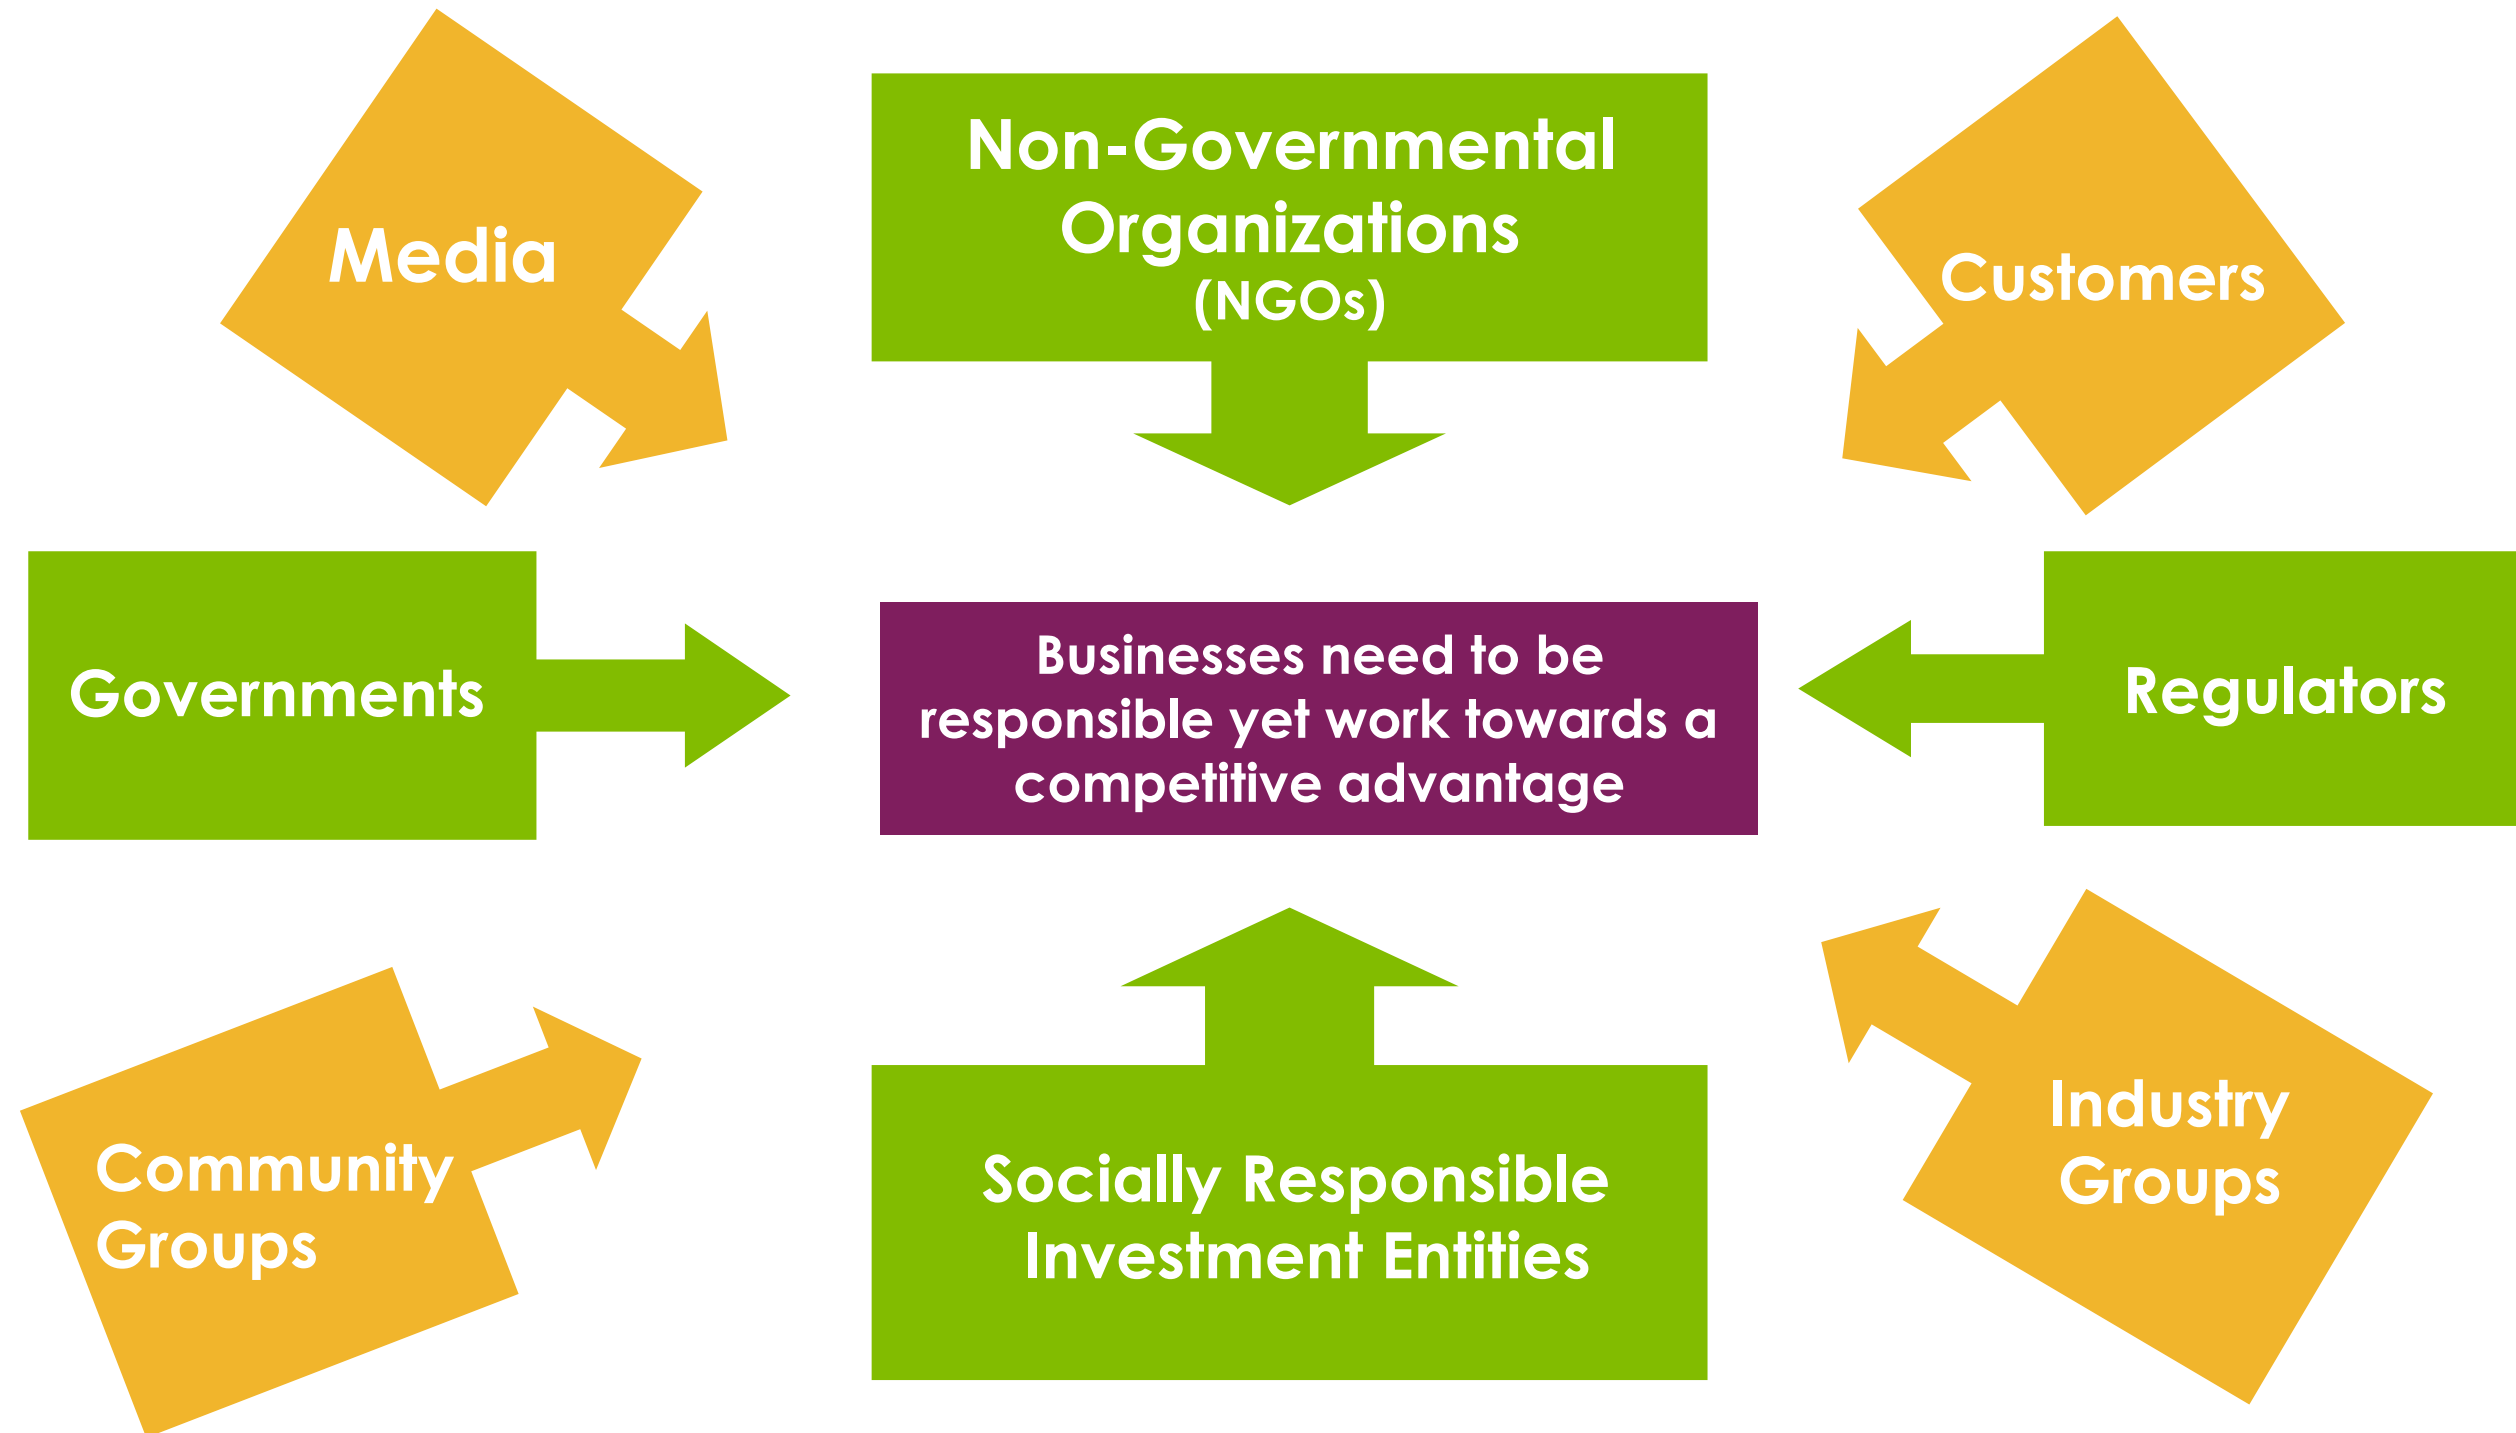 Media
Non-Governmental
Organizations
(NGOs)
Customers
Governments
Businesses need to be
responsible yet work towards a
competitive advantage
Regulators
Community
Groups
Socially Responsible
Investment Entities
Industry
Groups